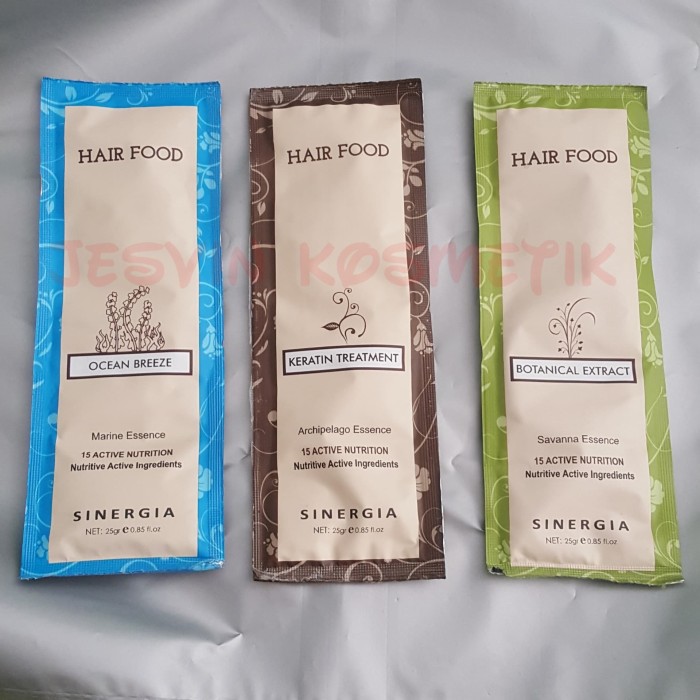 HAIR FOOD
OCEAN BREEZE
Marine Essence
15 ACTIVE NUTRITION
Nutritive Active Ingredients
SINERGIA
NET: 25gr e 0.85 fl.oz
HAIR FOOD
KERATIN TREATMENT
Archipelago Essence
15 ACTIVE NUTRITION
Nutritive Active Ingredients
SINERGIA
NET: 25gr e 0.85 fl.oz
HAIR FOOD
BOTANICAL EXTRACT
Savanna Essence
15 ACTIVE NUTRITION
Nutritive Active Ingredients
SINERGIA
NET: 25gr e 0.85 fl.oz
JESVIN KOSMETIK